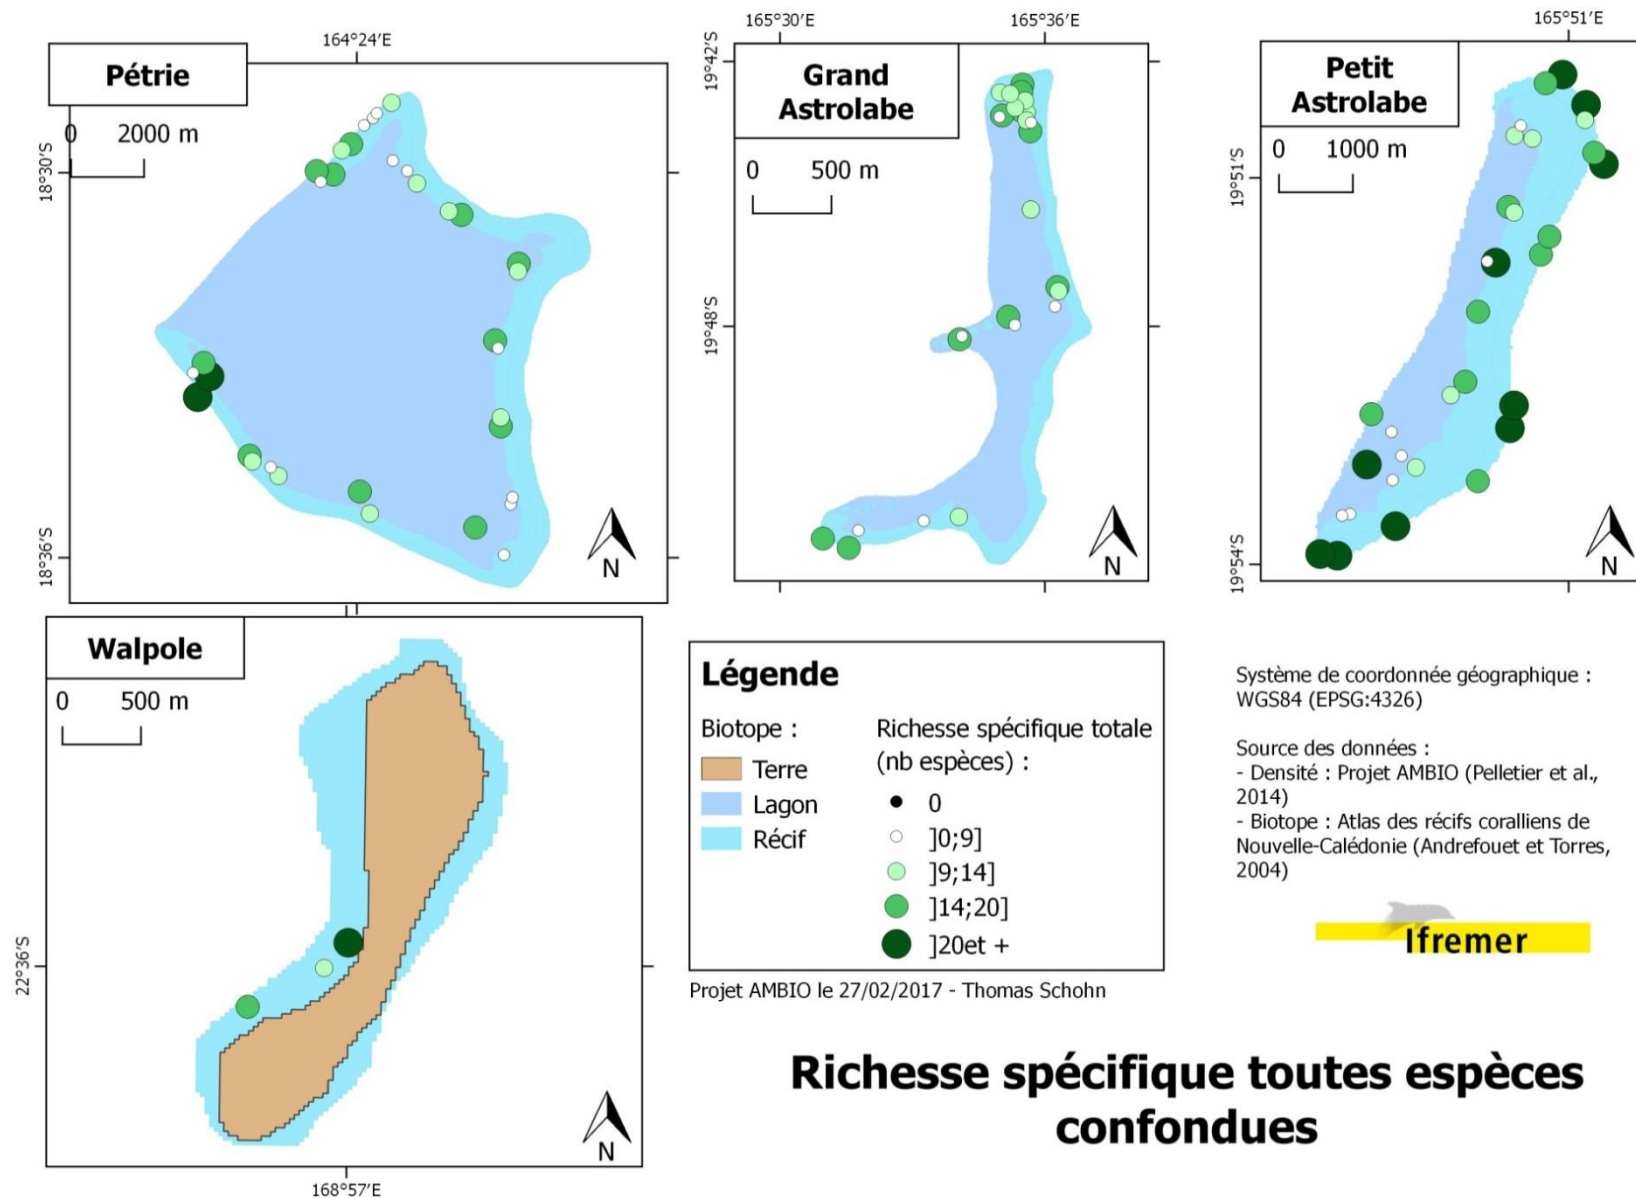 Pétrie
164°24′E
0 2000 m
18°30′S
18°36′S
N
Grand
Astrolabe
165°30′E
165°36′E
19°42′S
0 500 m
19°48′S
N
Petit
Astrolabe
165°51′E
0 1000 m
19°51′S
19°54′S
N
Walpole
0 500 m
22°36′S
168°57′E
N
Légende
Biotope :
Terre
Lagon
Récif
Richesse spécifique totale
(nb espèces) :
0
]0;9]
]9;14]
]14;20]
]20et +
Projet AMBIO le 27/02/2017 - Thomas Schohn
Système de coordonnée géographique :
WGS84 (EPSG:4326)
Source des données :
- Densité : Projet AMBIO (Pelletier et al.,
2014)
- Biotope : Atlas des récifs coralliens de
Nouvelle-Calédonie (Andrefouet et Torres,
2004)
Ifremer
Richesse spécifique toutes espèces
confondues